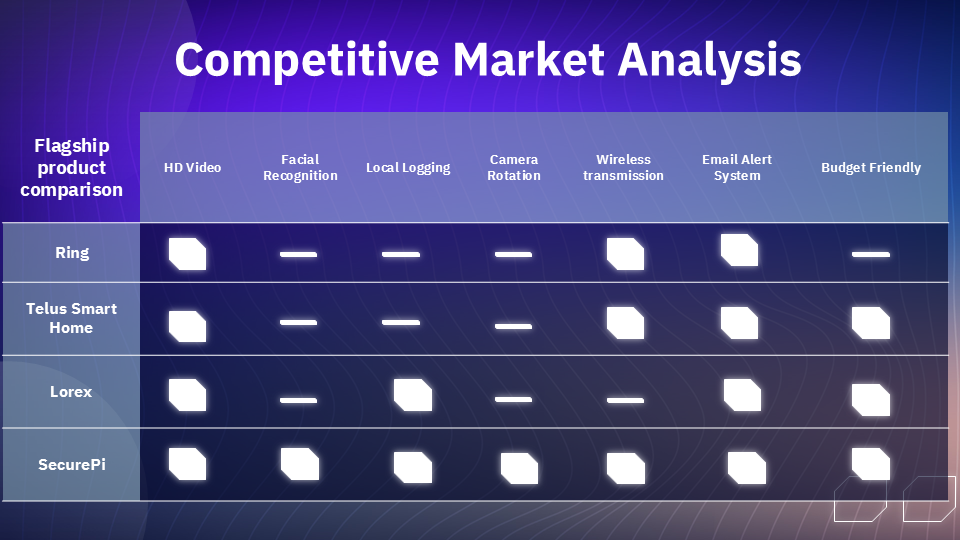 Competitive Market Analysis
Flagship
product
comparison
HD Video
Facial
Recognition
Local Logging
Camera
Rotation
Wireless
transmission
Email Alert
System
Budget Friendly
Ring
Telus Smart
Home
Lorex
SecurePi